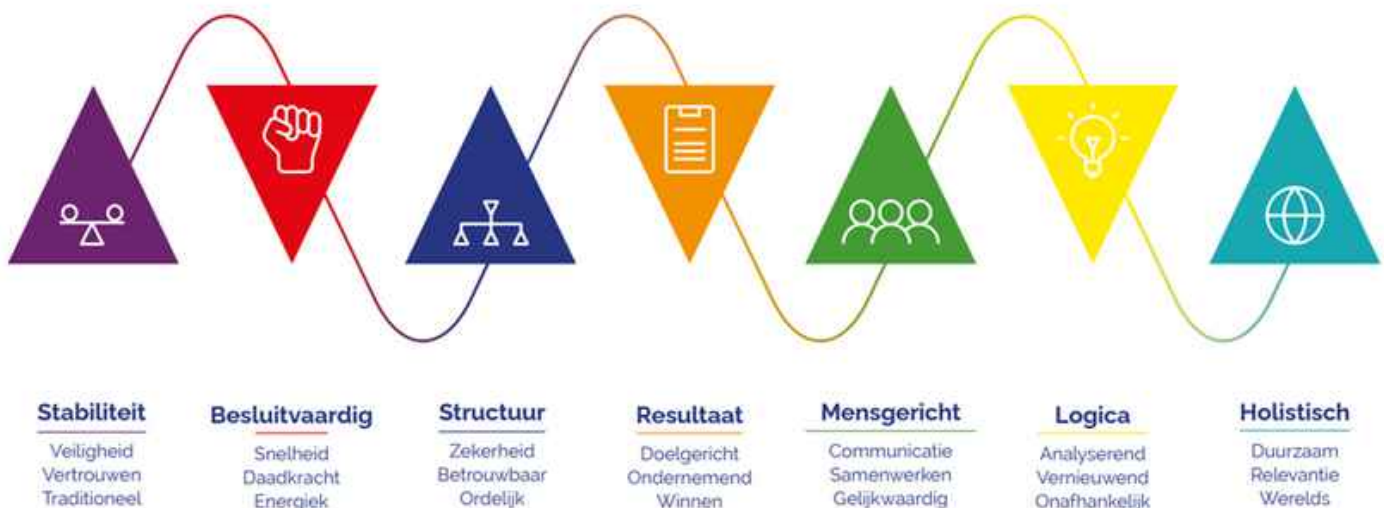 Stabiliteit
Veiligheid
Vertrouwen
Traditioneel
Besluitvaardig
Snelheid
Daadkracht
Energiek
Structuur
Zekerheid
Betrouwbaar
Ordelijk
Resultaat
Doelgericht
Ondernemend
Winnen
Mensgericht
Communicatie
Samenwerken
Gelijkwaardig
Logica
Analyserend
Vernieuwend
Onafhankelijk
Holistisch
Duurzaam
Relevantie
Werelds